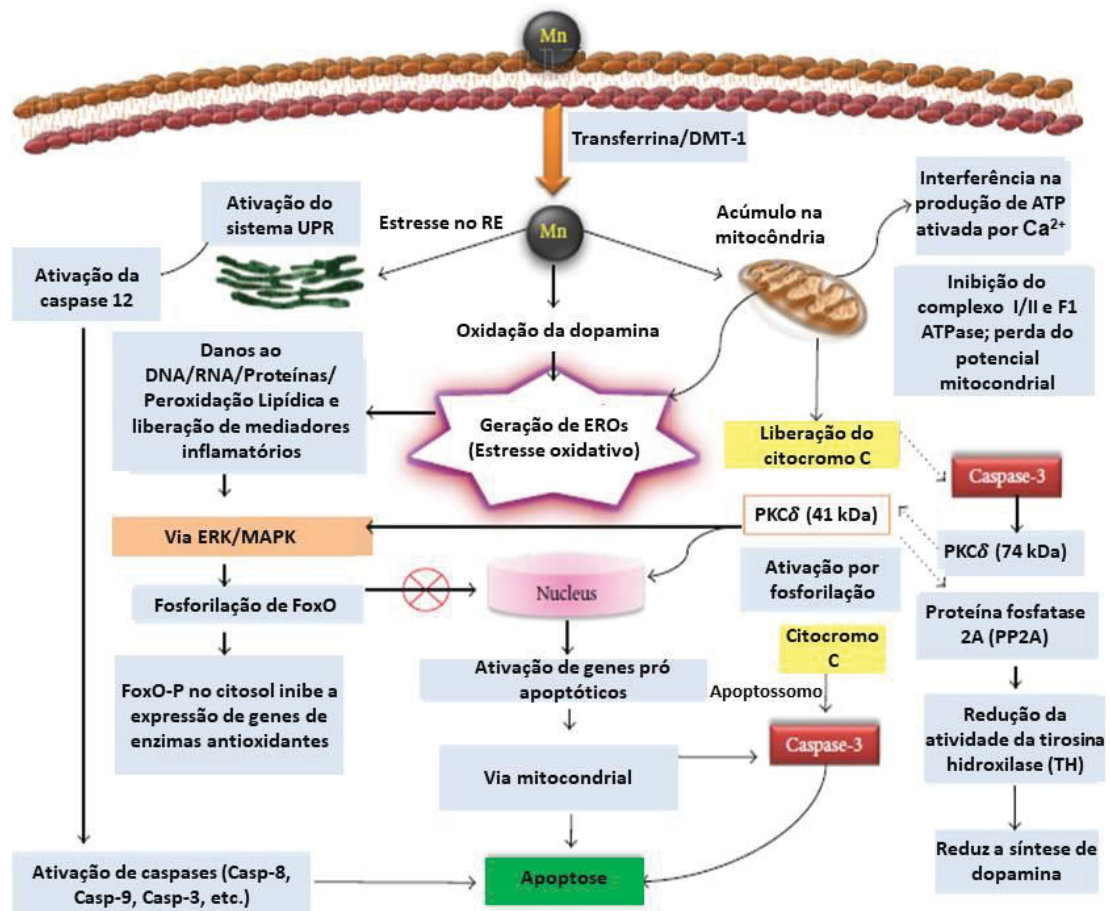 Mn
Transferrina/DMT-1
Mn
Estresse no RE
Ativação do
sistema UPR
Ativação da
caspase 12
Acúmulo na
mitocôndria
Interferência na
produção de ATP
ativada por Ca²⁺
Inibição do
complexo I/II e F1
ATPase; perda do
potencial
mitocondrial
Oxidação da dopamina
Danos ao
DNA/RNA/Proteínas/
Peroxidação Lipídica e
liberação de mediadores
inflamatórios
Geração de EROs
(Estresse oxidativo)
Liberação do
citocromo C
Caspase-3
PKCδ (41 kDa)
PKCδ (74 kDa)
Via ERK/MAPK
Ativação por
fosforilação
Fosforilação de FoxO
Nucleus
Proteína fosfatase
2A (PP2A)
Citocromo
C
FoxO-P no citosol inibe a
expressão de genes de
enzimas antioxidantes
Ativação de genes pró
apoptóticos
Apoptossomo
Caspase-3
Redução da
atividade da tirosina
hidroxilase (TH)
Via mitocondrial
Reduz a síntese de
dopamina
Ativação de caspases (Casp-8,
Casp-9, Casp-3, etc.)
Apoptose